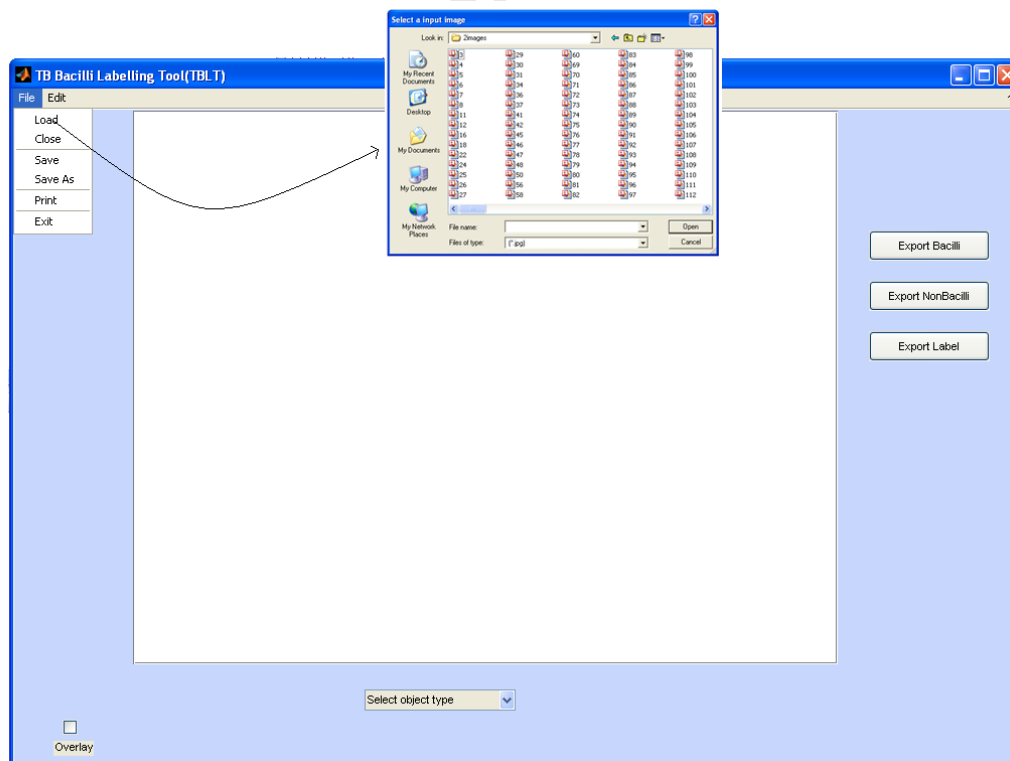 Select a input image
Look in: 2images
My Recent Documents
Desktop
My Documents
My Computer
My Network Places
3 29 60 83 98
4 30 69 84 99
5 31 70 85 100
6 34 71 86 101
7 36 72 87 102
8 37 73 88 103
11 41 74 89 104
12 42 75 90 105
16 45 76 91 106
18 46 77 92 107
22 47 78 93 108
24 48 79 94 109
25 50 80 95 110
26 56 81 96 111
27 58 82 97 112
File name: Open
Files of type: (*.jpg) Cancel
TB Bacilli Labelling Tool(TBLT)
File Edit
Load
Close
Save
Save As
Print
Exit
Export Bacilli
Export NonBacilli
Export Label
Select object type
Overlay